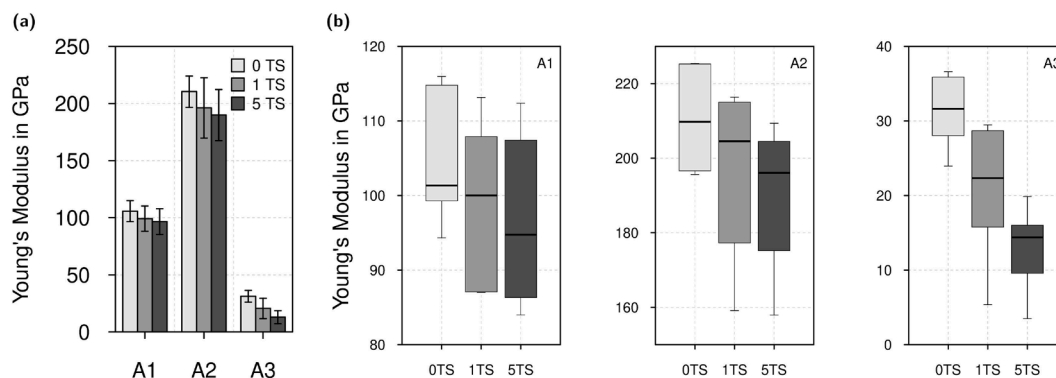 (a)
Young's Modulus in GPa
250
200
150
100
50
0
0 TS
1 TS
5 TS
A1 A2 A3
(b)
Young's Modulus in GPa
120
110
100
90
80
A1
0TS 1TS 5TS
220
200
180
160
A2
0TS 1TS 5TS
40
30
20
10
0
A3
0TS 1TS 5TS